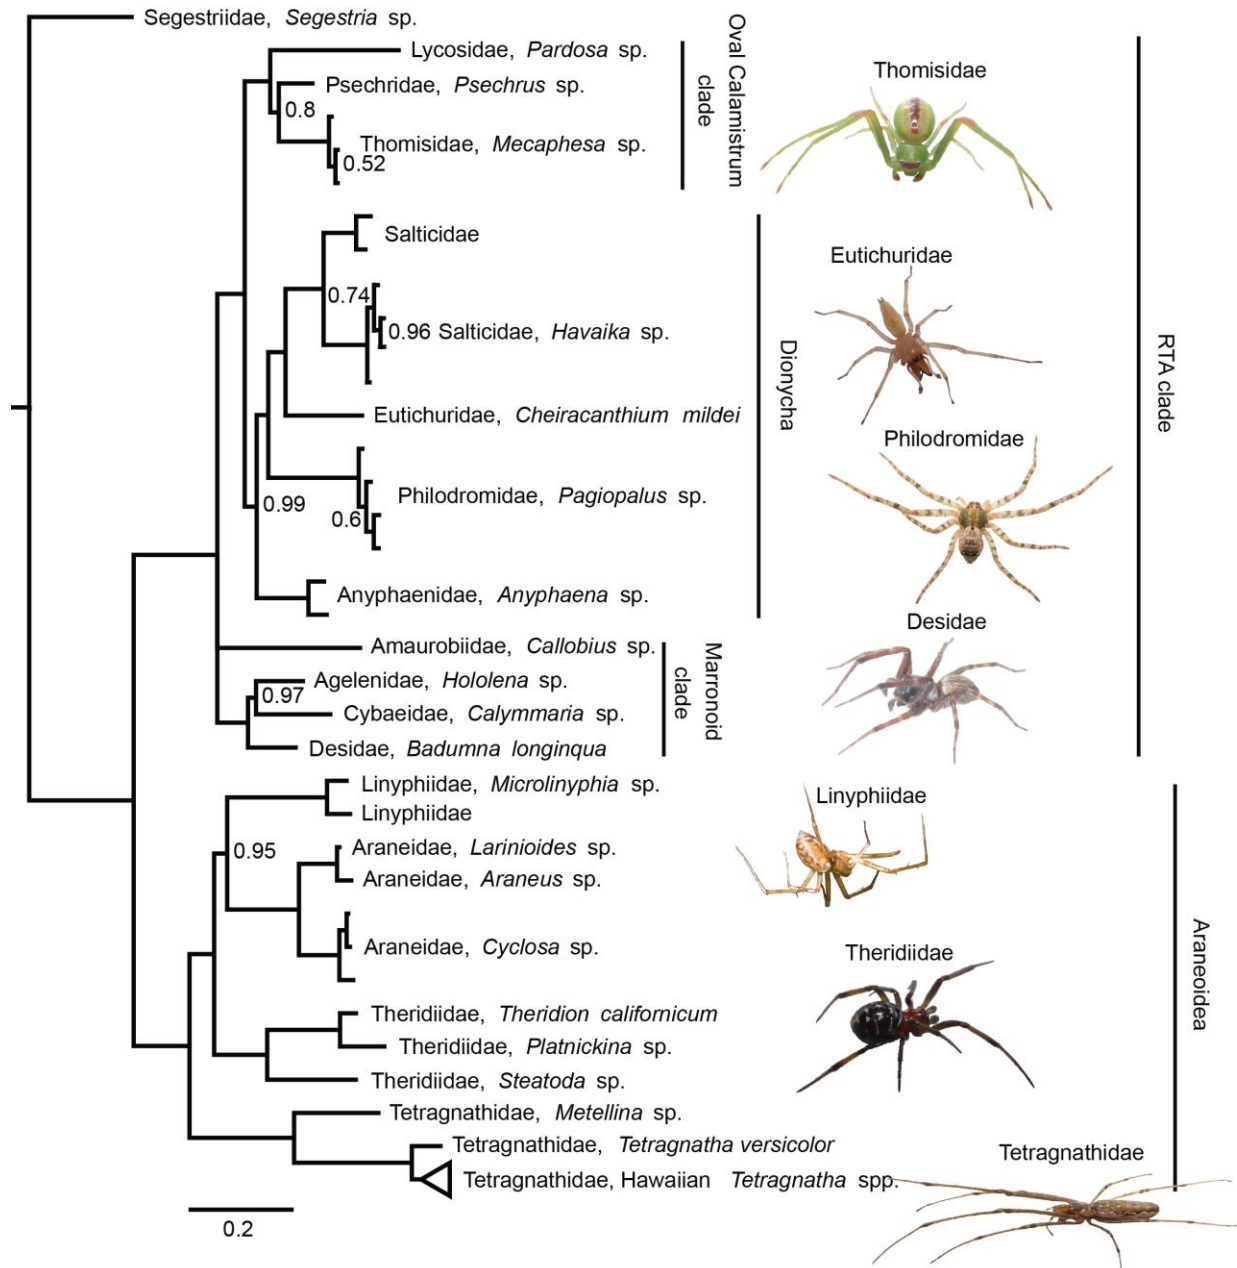 Segestriidae, Segestria sp.
Lycosidae, Pardosa sp.
Psechridae, Psechrus sp.
0.8
Thomisidae, Mecaphesa sp.
0.52
Oval Calamistrum
clade
Thomisidae
Salticidae
0.74
0.96 Salticidae, Havaika sp.
Eutichuridae
Eutichuridae, Cheiracanthium mildei
Dionycha
RTA clade
Philodromidae
Philodromidae, Pagiopalus sp.
0.99
0.6
Anyphaenidae, Anyphaena sp.
Desidae
Amaurobiidae, Callobius sp.
Agelenidae, Hololena sp.
0.97
Cybaeidae, Calymmaria sp.
Desidae, Badumna longinqua
Marronoid
clade
Linyphiidae, Microlinyphia sp.
Linyphiidae
Linyphiidae
0.95
Araneidae, Larinioides sp.
Araneidae, Araneus sp.
Araneidae, Cyclosa sp.
Theridiidae
Araneoidea
Theridiidae, Theridion californicum
Theridiidae, Platnickina sp.
Theridiidae, Steatoda sp.
Tetragnathidae, Metellina sp.
Tetragnathidae, Tetragnatha versicolor
Tetragnathidae
Tetragnathidae, Hawaiian Tetragnatha spp.
0.2